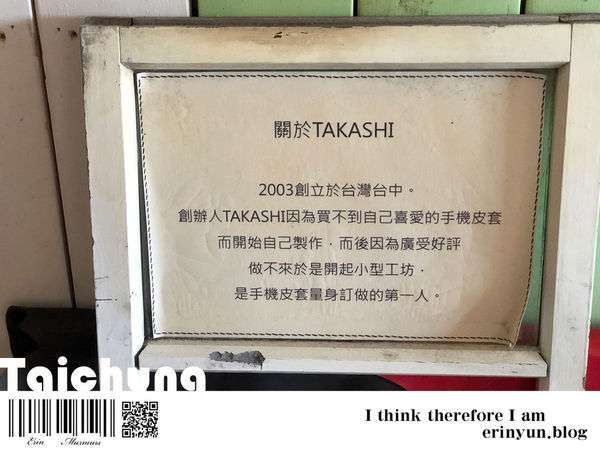 關於TAKASHI
2003創立於台灣台中。
創辦人TAKASHI因為買不到自己喜愛的手機皮套
而開始自己製作，而後因為廣受好評
做不來於是開起小型工坊，
是手機皮套量身訂做的第一人。
Taichung
Erin Murmurs
I think therefore I am
erinyun.blog